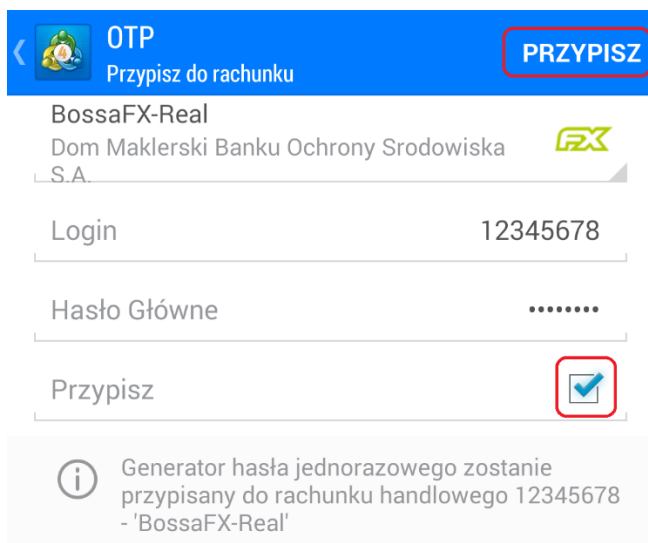 OTP
Przypisz do rachunku
PRZYPISZ
BossaFX-Real
Dom Maklerski Banku Ochrony Srodowiska
S.A.
FX
Login
12345678
Hasło Główne
••••••••
Przypisz
Generator hasła jednorazowego zostanie
przypisany do rachunku handlowego 12345678
- 'BossaFX-Real'